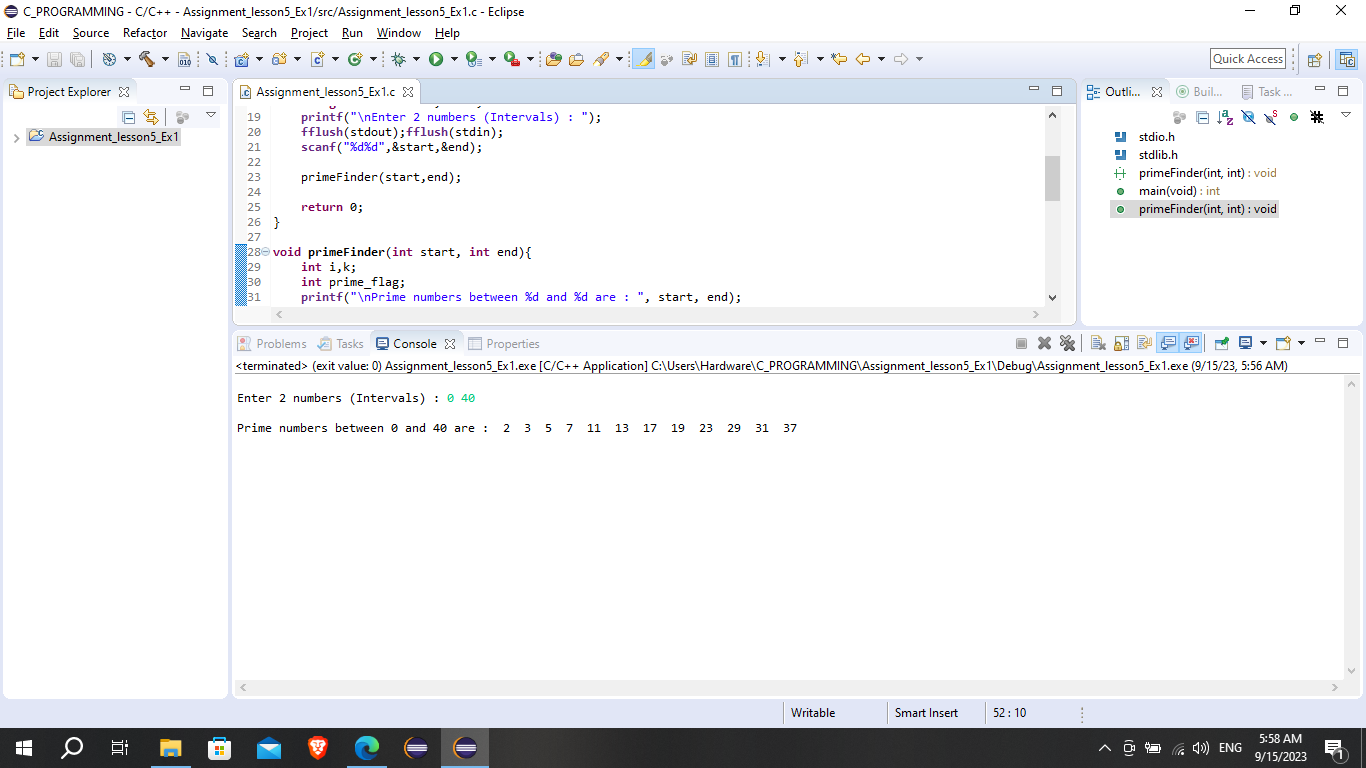 C_PROGRAMMING - C/C++ - Assignment_lesson5_Ex1/src/Assignment_lesson5_Ex1.c - Eclipse
File Edit Source Refactor Navigate Search Project Run Window Help
Quick Access
Project Explorer
Assignment_lesson5_Ex1
Assignment_lesson5_Ex1.c
19 printf("\nEnter 2 numbers (Intervals) : ");
20 fflush(stdout);fflush(stdin);
21 scanf("%d%d",&start,&end);
22
23 primeFinder(start,end);
24
25 return 0;
26 }
27
28 void primeFinder(int start, int end){
29 int i,k;
30 int prime_flag;
31 printf("\nPrime numbers between %d and %d are : ", start, end);
Outli... Buil... Task ...
stdio.h
stdlib.h
primeFinder(int, int) : void
main(void) : int
primeFinder(int, int) : void
Problems Tasks Console Properties
<terminated> (exit value: 0) Assignment_lesson5_Ex1.exe [C/C++ Application] C:\Users\Hardware\C_PROGRAMMING\Assignment_lesson5_Ex1\Debug\Assignment_lesson5_Ex1.exe (9/15/23, 5:56 AM)
Enter 2 numbers (Intervals) : 0 40
Prime numbers between 0 and 40 are : 2 3 5 7 11 13 17 19 23 29 31 37
Writable Smart Insert 52 : 10
ENG
5:58 AM
9/15/2023
1